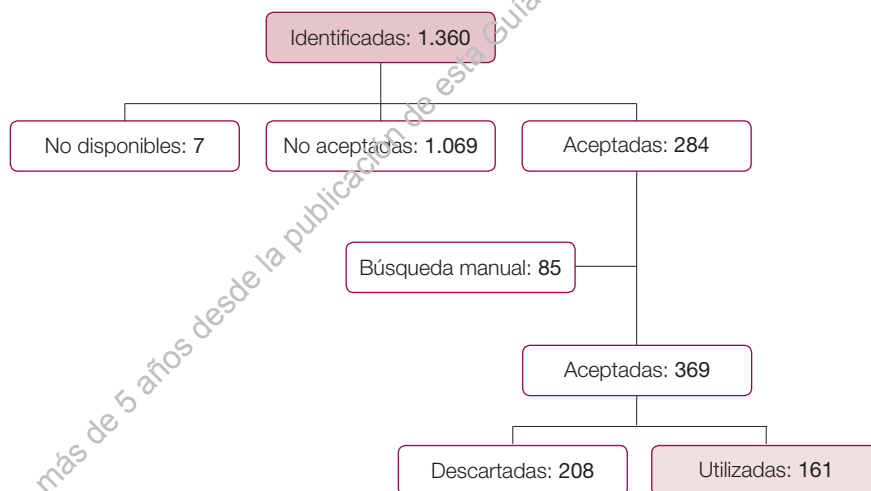 Identificadas: 1.360
No disponibles: 7
No aceptadas: 1.069
Aceptadas: 284
Búsqueda manual: 85
Aceptadas: 369
Descartadas: 208
Utilizadas: 161
más de 5 años desde la publicación de esta Guía